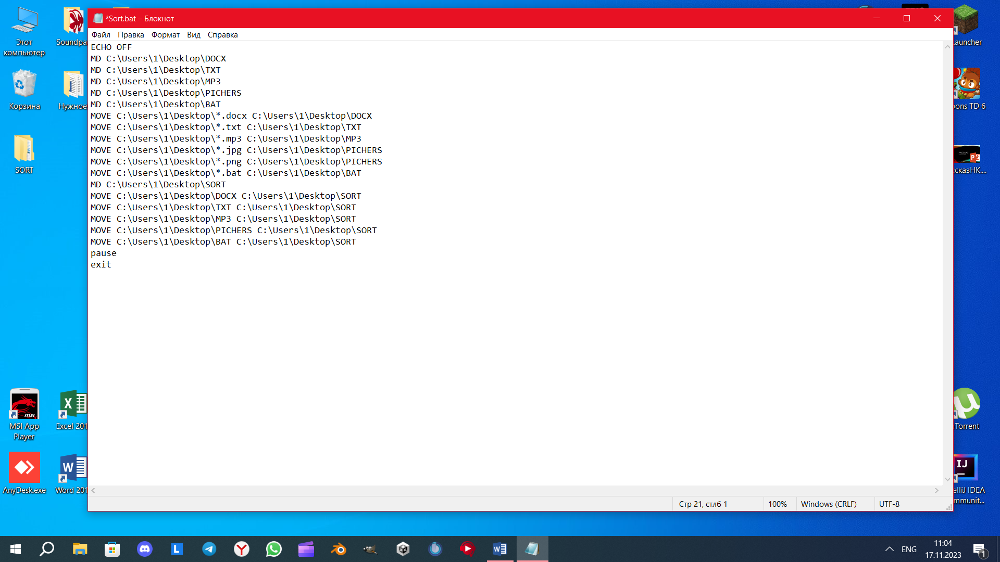 *Sort.bat – Блокнот
Файл Правка Формат Вид Справка
ECHO OFF
MD C:\Users\1\Desktop\DOCX
MD C:\Users\1\Desktop\TXT
MD C:\Users\1\Desktop\MP3
MD C:\Users\1\Desktop\PICHERS
MD C:\Users\1\Desktop\BAT
MOVE C:\Users\1\Desktop\*.docx C:\Users\1\Desktop\DOCX
MOVE C:\Users\1\Desktop\*.txt C:\Users\1\Desktop\TXT
MOVE C:\Users\1\Desktop\*.mp3 C:\Users\1\Desktop\MP3
MOVE C:\Users\1\Desktop\*.jpg C:\Users\1\Desktop\PICHERS
MOVE C:\Users\1\Desktop\*.png C:\Users\1\Desktop\PICHERS
MOVE C:\Users\1\Desktop\*.bat C:\Users\1\Desktop\BAT
MD C:\Users\1\Desktop\SORT
MOVE C:\Users\1\Desktop\DOCX C:\Users\1\Desktop\SORT
MOVE C:\Users\1\Desktop\TXT C:\Users\1\Desktop\SORT
MOVE C:\Users\1\Desktop\MP3 C:\Users\1\Desktop\SORT
MOVE C:\Users\1\Desktop\PICHERS C:\Users\1\Desktop\SORT
MOVE C:\Users\1\Desktop\BAT C:\Users\1\Desktop\SORT
pause
exit
Стр 21, стлб 1
100%
Windows (CRLF)
UTF-8
Этот
компьютер
Soundpa
Корзина
Нужное
SORT
MSI App
Player
msi
Excel 201
AnyDesk.exe
Word 201
auncher
ons TD 6
РАССКАЗ
сказНК....
Torrent
IJ
elliJ IDEA
mmunit...
ENG
11:04
17.11.2023
1